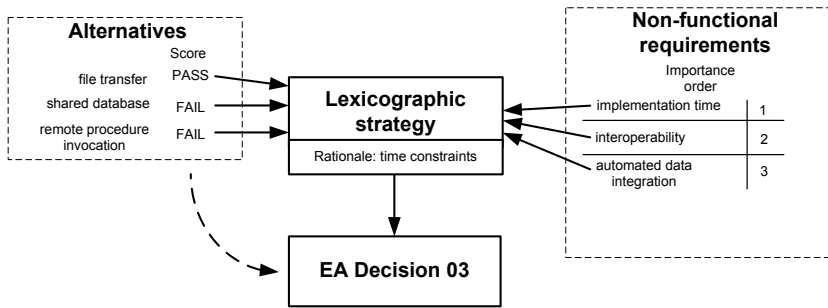 Alternatives
Score
file transfer PASS
shared database FAIL
remote procedure
invocation FAIL
Lexicographic
strategy
Rationale: time constraints
EA Decision 03
Non-functional
requirements
Importance
order
implementation time 1
interoperability 2
automated data
integration 3